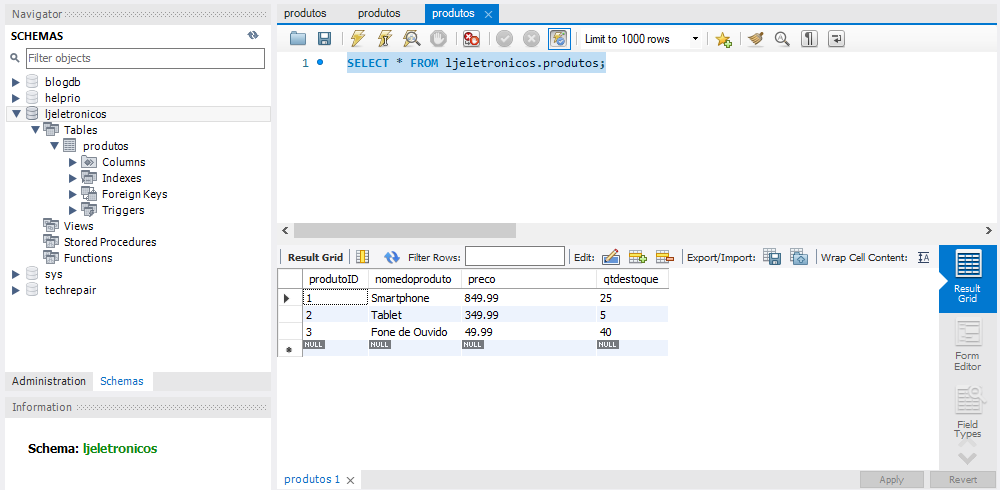 Navigator
SCHEMAS
Filter objects
blogdb
helprio
ljeletronicos
Tables
produtos
Columns
Indexes
Foreign Keys
Triggers
Views
Stored Procedures
Functions
sys
techrepair
Administration Schemas
Information
Schema: ljeletronicos
produtos produtos produtos
Limit to 1000 rows
1 SELECT * FROM ljeletronicos.produtos;
Result Grid Filter Rows: Edit: Export/Import: Wrap Cell Content:
produtoID nomedoproduto preco qtdestoque
1 Smartphone 849.99 25
2 Tablet 349.99 5
3 Fone de Ouvido 49.99 40
NULL NULL NULL NULL
Result
Grid
Form
Editor
Field
Types
produtos 1 Apply Revert